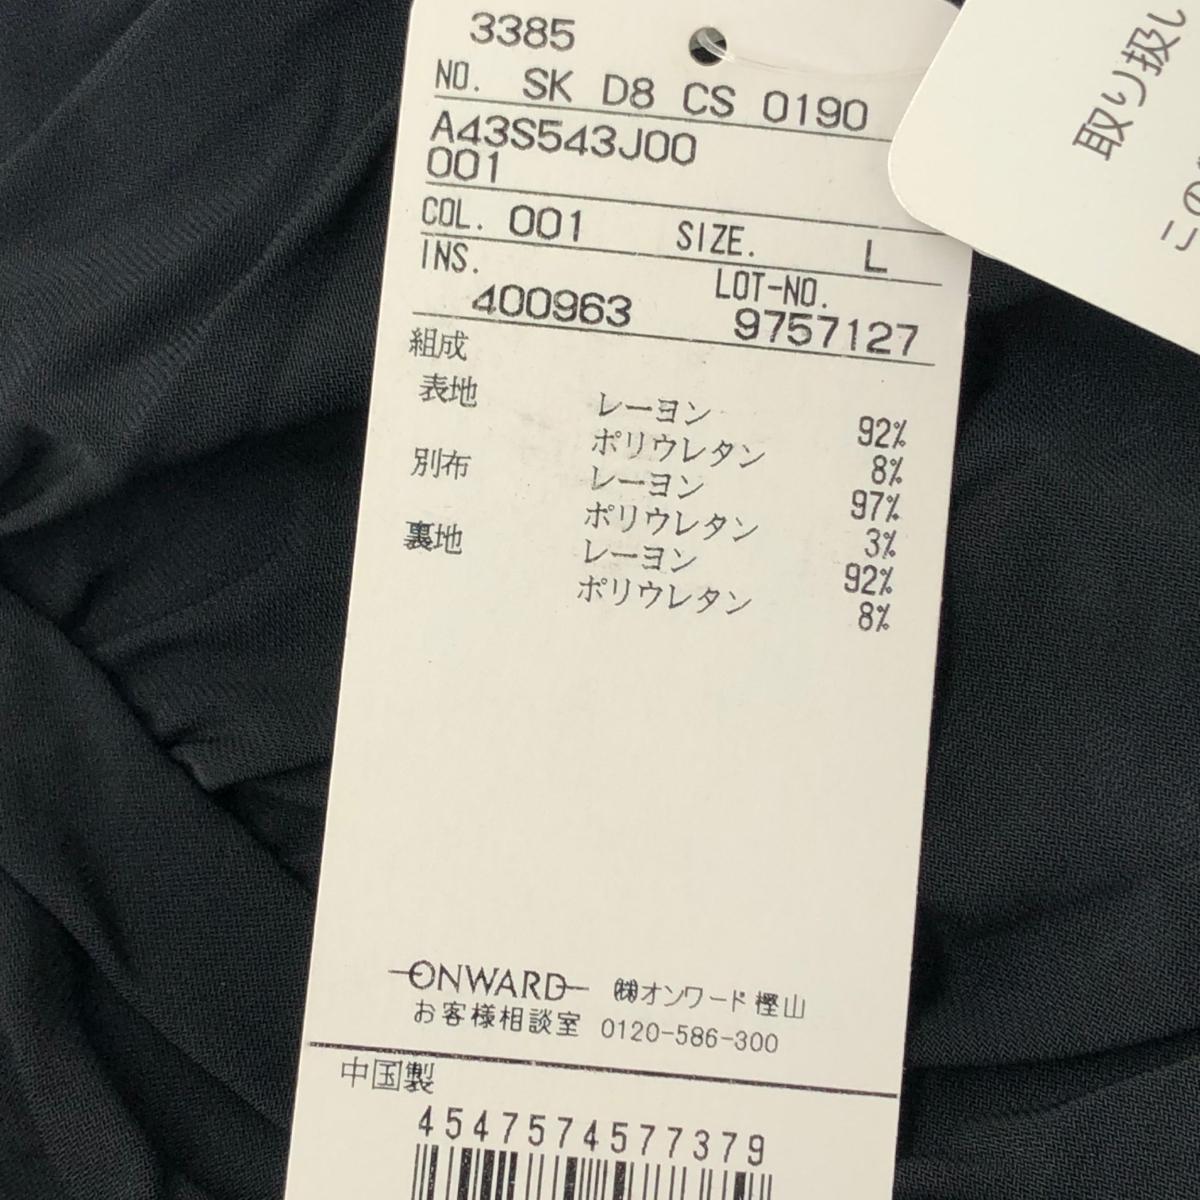 3385
NO. SK D8 CS 0190
A43S543J00
001
COL. 001 SIZE. L
INS. LOT-NO.
400963 9757127
組成
表地 レーヨン 92%
ポリウレタン 8%
別布 レーヨン 97%
ポリウレタン 3%
裏地 レーヨン 92%
ポリウレタン 8%
ONWARD ㈱オンワード樫山
お客様相談室 0120-586-300
中国製
4547574577379
取り扱い
この